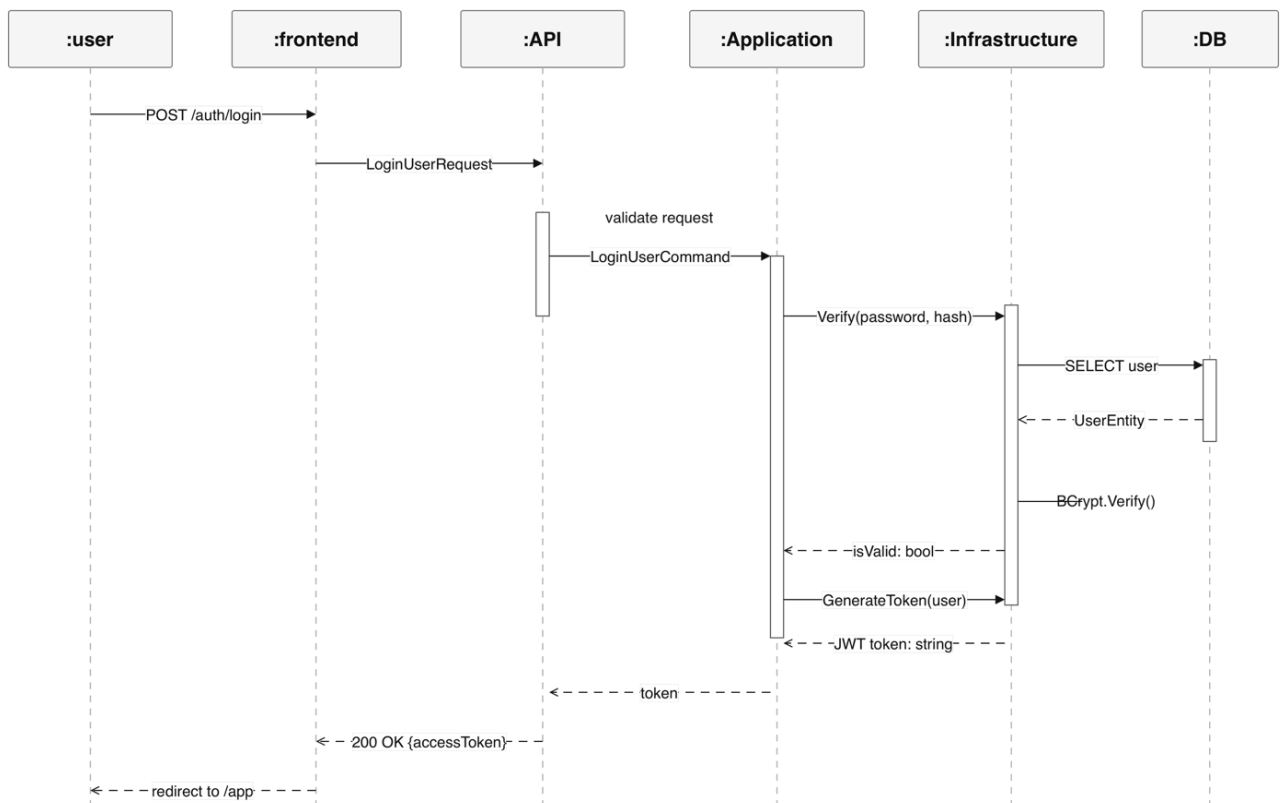 :user
:frontend
:API
:Application
:Infrastructure
:DB
POST /auth/login
LoginUserRequest
validate request
LoginUserCommand
Verify(password, hash)
SELECT user
UserEntity
BCrypt.Verify()
isValid: bool
GenerateToken(user)
JWT token: string
token
200 OK {accessToken}
redirect to /app